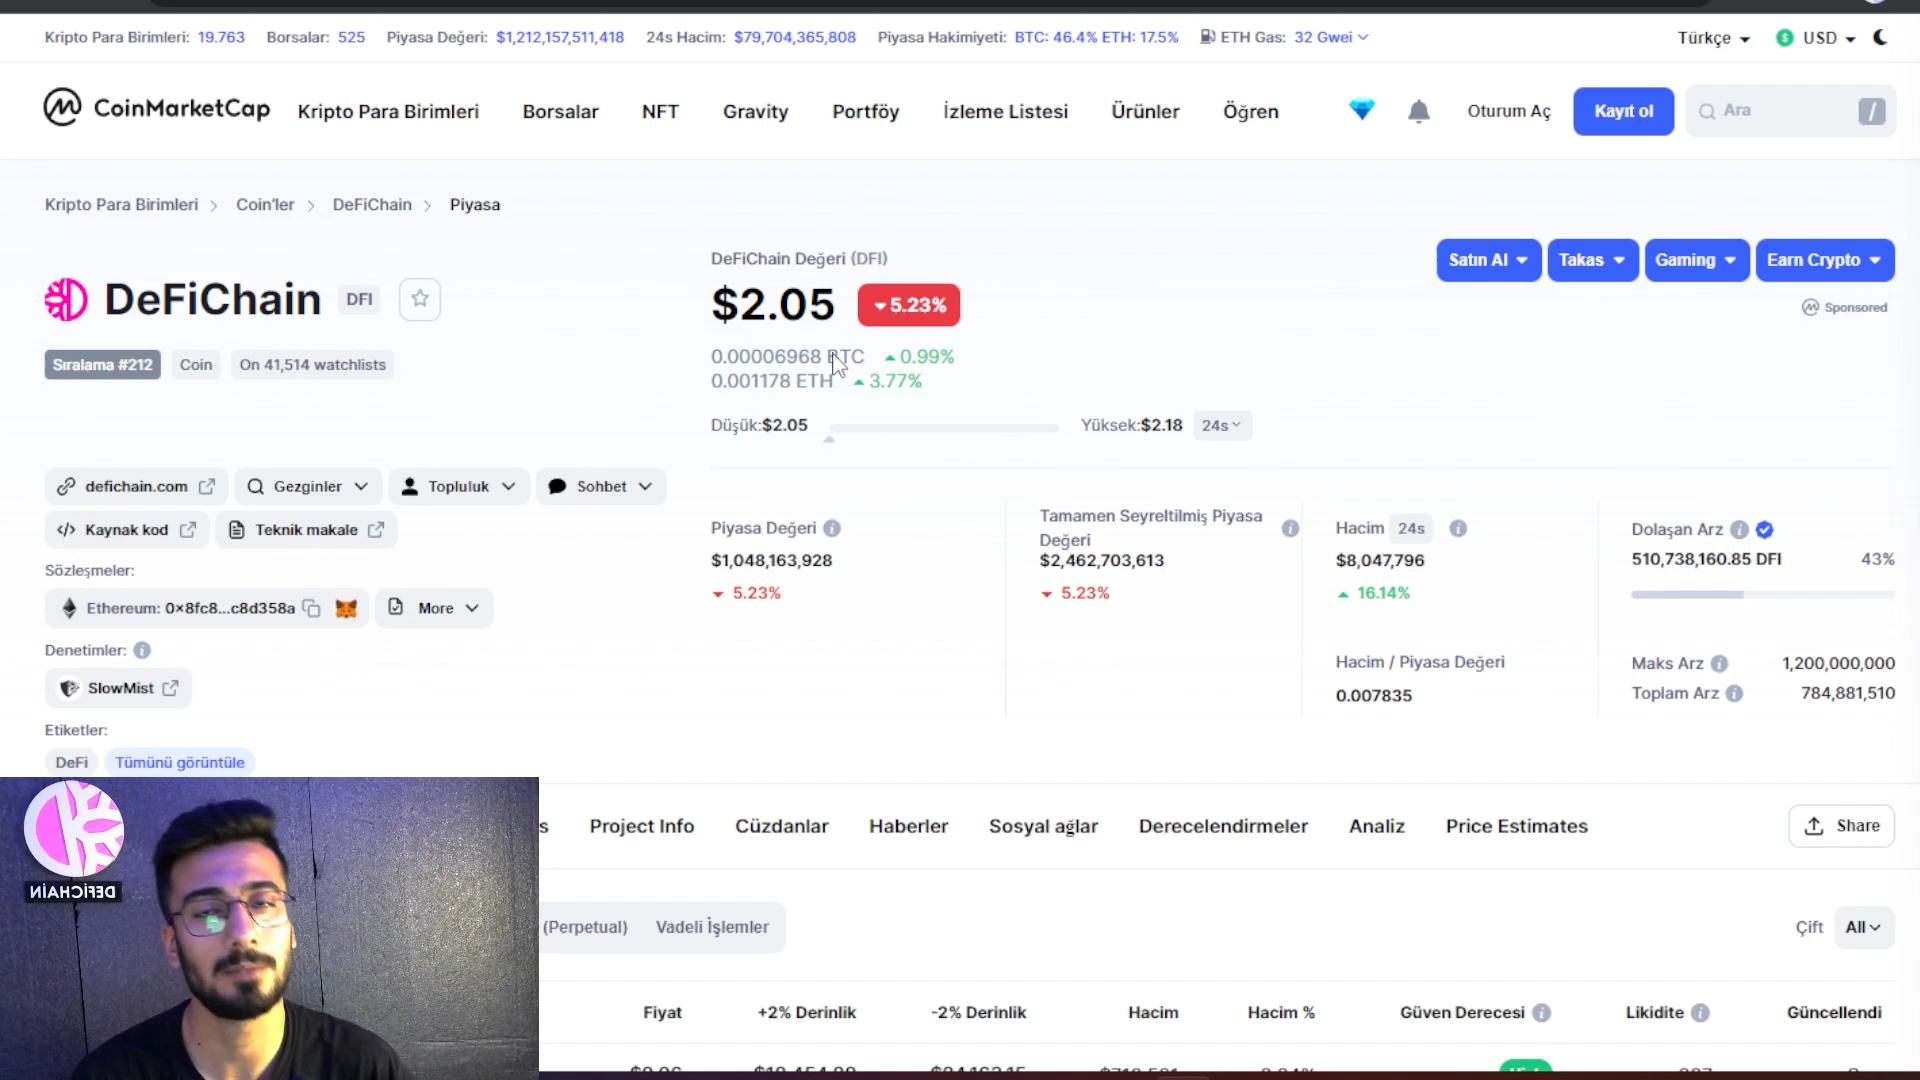 Kripto Para Birimleri: 19.763 Borsalar: 525 Piyasa Değeri: $1,212,157,511,418 24s Hacim: $79,704,365,808 Piyasa Hakimiyeti: BTC: 46.4% ETH: 17.5% ETH Gas: 32 Gwei Türkçe USD
CoinMarketCap Kripto Para Birimleri Borsalar NFT Gravity Portföy İzleme Listesi Ürünler Öğren Oturum Aç Kayıt ol Ara /
Kripto Para Birimleri > Coin'ler > DeFiChain > Piyasa
DeFiChain DFI
Sıralama #212 Coin On 41,514 watchlists
DeFiChain Değeri (DFI)
$2.05 5.23%
0.00006968 BTC 0.99%
0.001178 ETH 3.77%
Düşük:$2.05 Yüksek:$2.18 24s
Satın Al Takas Gaming Earn Crypto
Sponsored
defichain.com Gezginler Topluluk Sohbet
Kaynak kod Teknik makale
Sözleşmeler:
Ethereum: 0x8fc8...c8d358a More
Denetimler:
SlowMist
Etiketler:
DeFi Tümünü görüntüle
Piyasa Değeri
$1,048,163,928
5.23%
Tamamen Seyreltilmiş Piyasa
Değeri
$2,462,703,613
5.23%
Hacim 24s
$8,047,796
16.14%
Hacim / Piyasa Değeri
0.007835
Dolaşan Arz
510,738,160.85 DFI 43%
Maks Arz 1,200,000,000
Toplam Arz 784,881,510
DEFİCHAİN
Project Info Cüzdanlar Haberler Sosyal ağlar Derecelendirmeler Analiz Price Estimates Share
(Perpetual) Vadeli İşlemler Çift All
Fiyat +2% Derinlik -2% Derinlik Hacim Hacim % Güven Derecesi Likidite Güncellendi